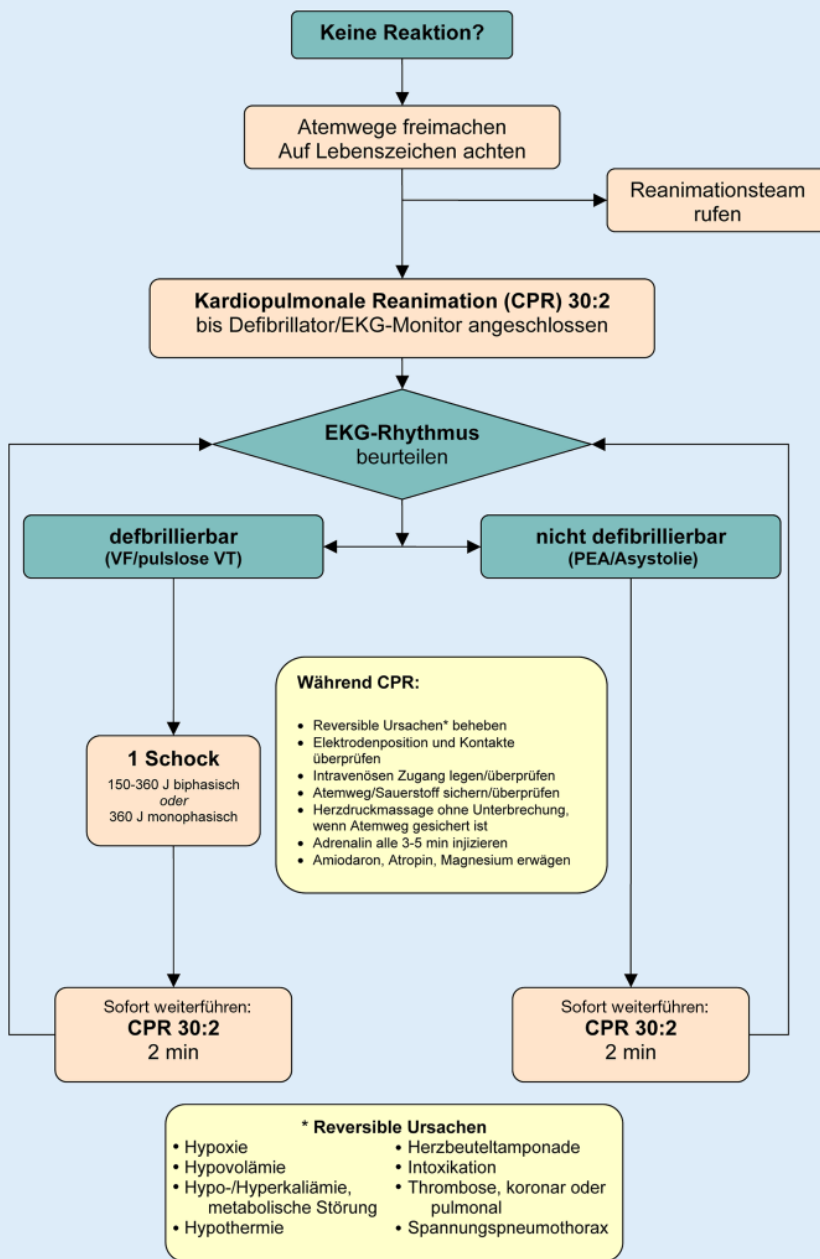 Keine Reaktion?
Atemwege freimachen
Auf Lebenszeichen achten
Reanimationsteam
rufen
Kardiopulmonale Reanimation (CPR) 30:2
bis Defibrillator/EKG-Monitor angeschlossen
EKG-Rhythmus
beurteilen
defbrillierbar
(VF/pulslose VT)
nicht defibrillierbar
(PEA/Asystolie)
Während CPR:
• Reversible Ursachen* beheben
• Elektrodenposition und Kontakte
überprüfen
• Intravenösen Zugang legen/überprüfen
• Atemweg/Sauerstoff sichern/überprüfen
• Herzdruckmassage ohne Unterbrechung,
wenn Atemweg gesichert ist
• Adrenalin alle 3-5 min injizieren
• Amiodaron, Atropin, Magnesium erwägen
1 Schock
150-360 J biphasisch
oder
360 J monophasisch
Sofort weiterführen:
CPR 30:2
2 min
Sofort weiterführen:
CPR 30:2
2 min
* Reversible Ursachen
• Hypoxie
• Hypovolämie
• Hypo-/Hyperkaliämie,
metabolische Störung
• Hypothermie
• Herzbeuteltamponade
• Intoxikation
• Thrombose, koronar oder
pulmonal
• Spannungspneumothorax